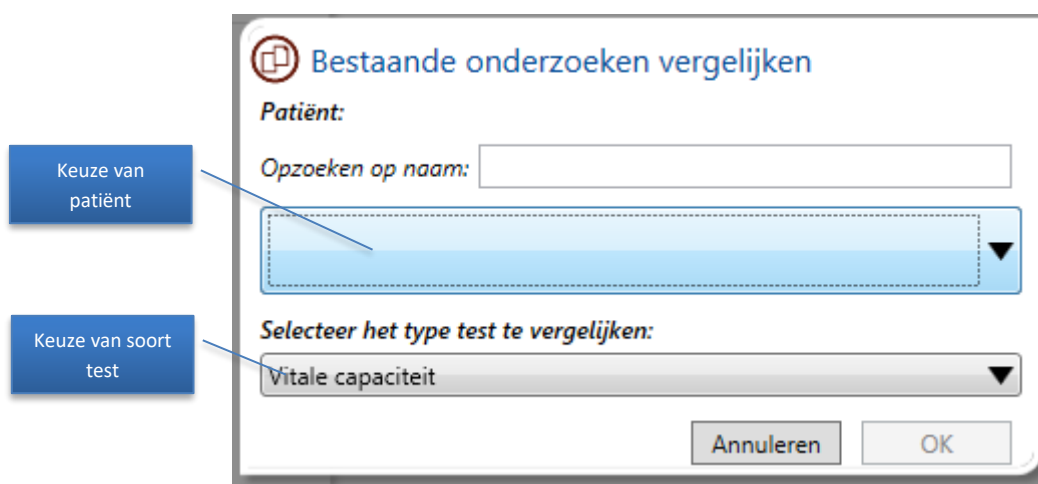 Bestaande onderzoeken vergelijken
Patiënt:
Opzoeken op naam:
Keuze van
patiënt
Selecteer het type test te vergelijken:
Keuze van soort
test
Vitale capaciteit
Annuleren
OK